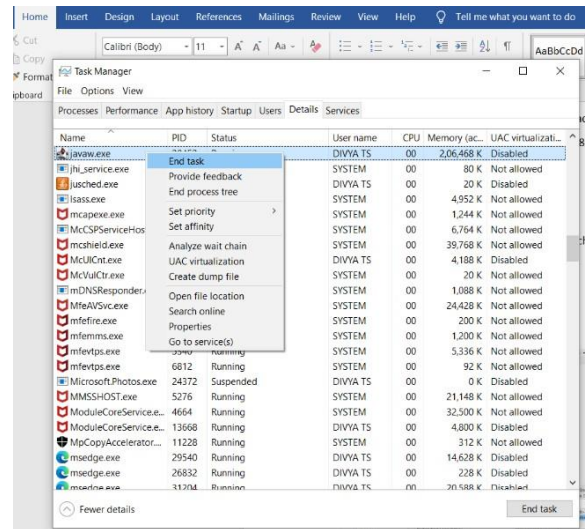 Home Insert Design Layout References Mailings Review View Help Tell me what you want to do
Cut
Copy
Format
Calibri (Body) 11 A A Aa
AaBbCcDd
ipboard
Task Manager
File Options View
Processes Performance App history Startup Users Details Services
Name PID Status User name CPU Memory (ac... UAC virtualizati...
javaw.exe DIVYA TS 00 2,06,468 K Disabled
jhi_service.exe SYSTEM 00 80 K Not allowed
jusched.exe DIVYA TS 00 20 K Disabled
lsass.exe SYSTEM 00 4,952 K Not allowed
mcapexe.exe SYSTEM 00 1,244 K Not allowed
McCSPServiceHos SYSTEM 00 6,764 K Not allowed
mcshield.exe SYSTEM 00 39,768 K Not allowed
McUICnt.exe DIVYA TS 00 4,188 K Disabled
McVulCtr.exe SYSTEM 00 20 K Not allowed
mDNSResponder. SYSTEM 00 1,088 K Not allowed
MfeAVSvc.exe SYSTEM 00 24,428 K Not allowed
mfefire.exe SYSTEM 00 200 K Not allowed
mfemms.exe SYSTEM 00 1,200 K Not allowed
mfevtps.exe Running SYSTEM 00 5,336 K Not allowed
mfevtps.exe 6812 Running SYSTEM 00 92 K Not allowed
Microsoft.Photos.exe 24372 Suspended DIVYA TS 00 0 K Disabled
MMSSHOST.exe 5276 Running SYSTEM 00 21,148 K Not allowed
ModuleCoreService.e... 4664 Running SYSTEM 00 32,500 K Not allowed
ModuleCoreService.e... 13668 Running DIVYA TS 00 4,800 K Disabled
MpCopyAccelerator.... 11228 Running SYSTEM 00 312 K Not allowed
msedge.exe 29540 Running DIVYA TS 00 14,628 K Disabled
msedge.exe 26832 Running DIVYA TS 00 228 K Disabled
msedge.exe 31204 Running DIVYA TS 00 20,588 K Disabled
End task
Provide feedback
End process tree
Set priority
Set affinity
Analyze wait chain
UAC virtualization
Create dump file
Open file location
Search online
Properties
Go to service(s)
Fewer details
End task